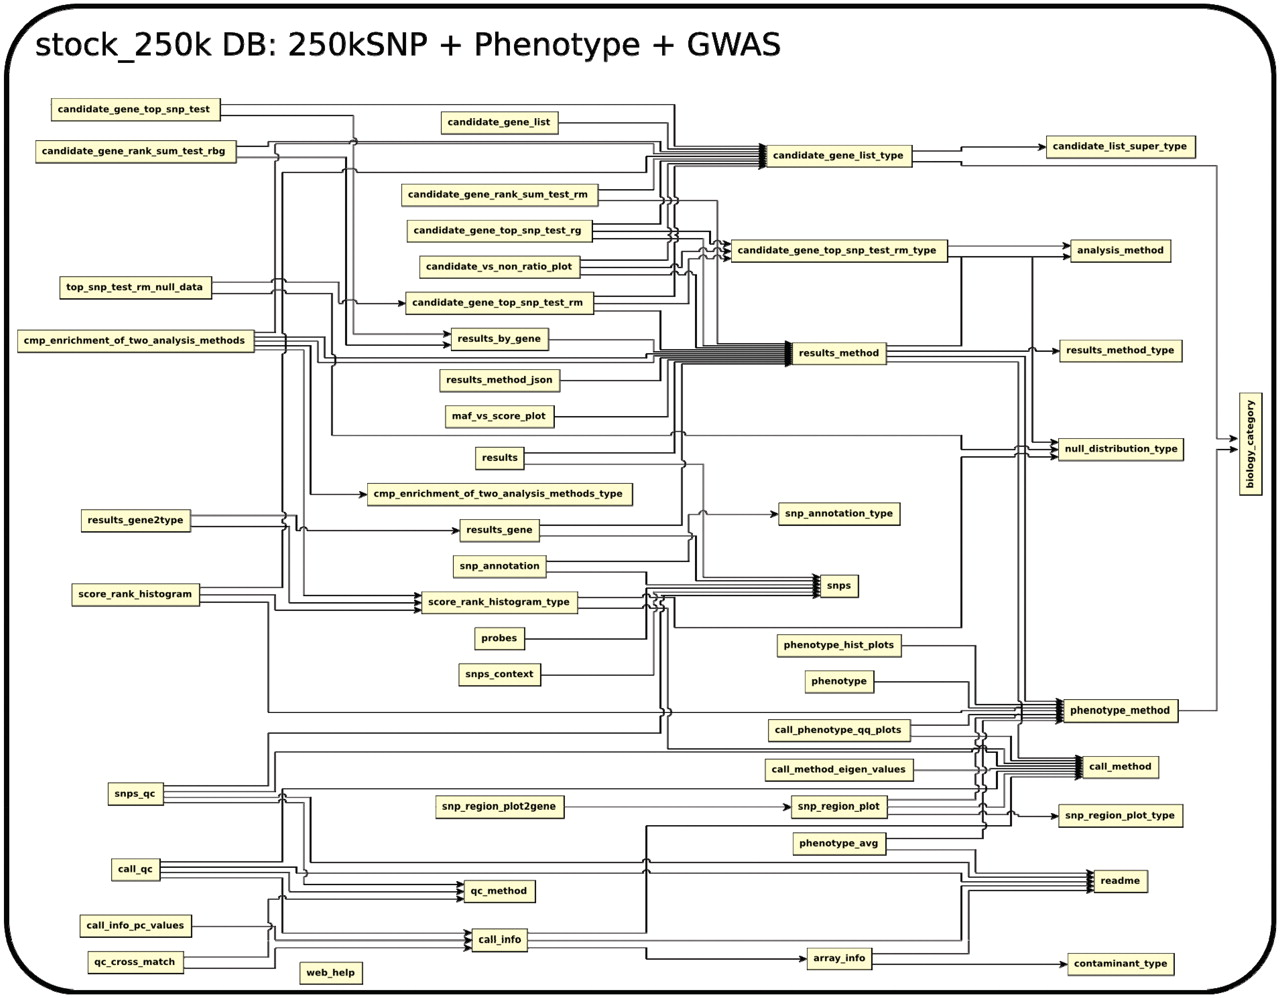 stock_250k DB: 250kSNP + Phenotype + GWAS
candidate_gene_top_snp_test
candidate_gene_list
candidate_gene_rank_sum_test_rbg
candidate_gene_list_type
candidate_list_super_type
candidate_gene_rank_sum_test_rm
candidate_gene_top_snp_test_rg
candidate_gene_top_snp_test_rm_type
analysis_method
candidate_vs_non_ratio_plot
top_snp_test_rm_null_data
candidate_gene_top_snp_test_rm
cmp_enrichment_of_two_analysis_methods
results_by_gene
results_method
results_method_type
results_method_json
maf_vs_score_plot
biology_category
results
null_distribution_type
cmp_enrichment_of_two_analysis_methods_type
results_gene2type
results_gene
snp_annotation_type
snp_annotation
snps
score_rank_histogram
score_rank_histogram_type
probes
phenotype_hist_plots
snps_context
phenotype
phenotype_method
call_phenotype_qq_plots
call_method_eigen_values
call_method
snps_qc
snp_region_plot2gene
snp_region_plot
snp_region_plot_type
phenotype_avg
call_qc
qc_method
readme
call_info_pc_values
call_info
qc_cross_match
web_help
array_info
contaminant_type